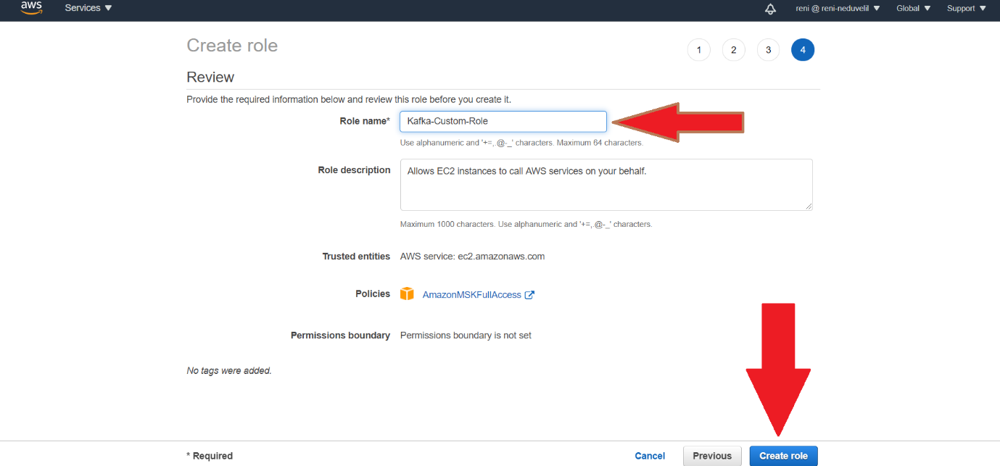 aws Services reni @ reni-neduvelil Global Support
Create role 1 2 3 4
Review
Provide the required information below and review this role before you create it.
Role name* Kafka-Custom-Role
Use alphanumeric and '+=,.@-_' characters. Maximum 64 characters.
Role description Allows EC2 instances to call AWS services on your behalf.
Maximum 1000 characters. Use alphanumeric and '+=,.@-_' characters.
Trusted entities AWS service: ec2.amazonaws.com
Policies AmazonMSKFullAccess
Permissions boundary Permissions boundary is not set
No tags were added.
* Required Cancel Previous Create role